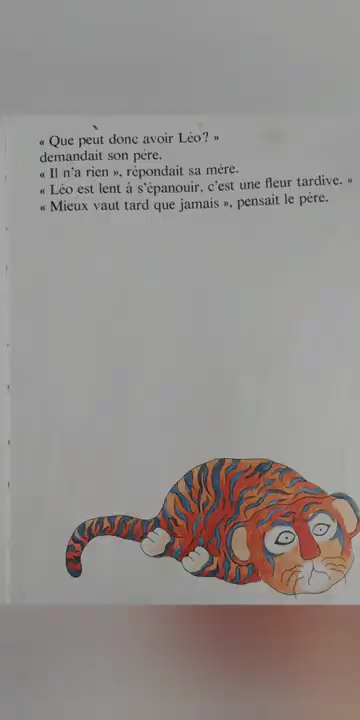 « Que peut donc avoir Léo? »
demandait son père.
« Il n'a rien », répondait sa mère.
« Léo est lent à s'épanouir, c'est une fleur tardive. »
« Mieux vaut tard que jamais », pensait le père.